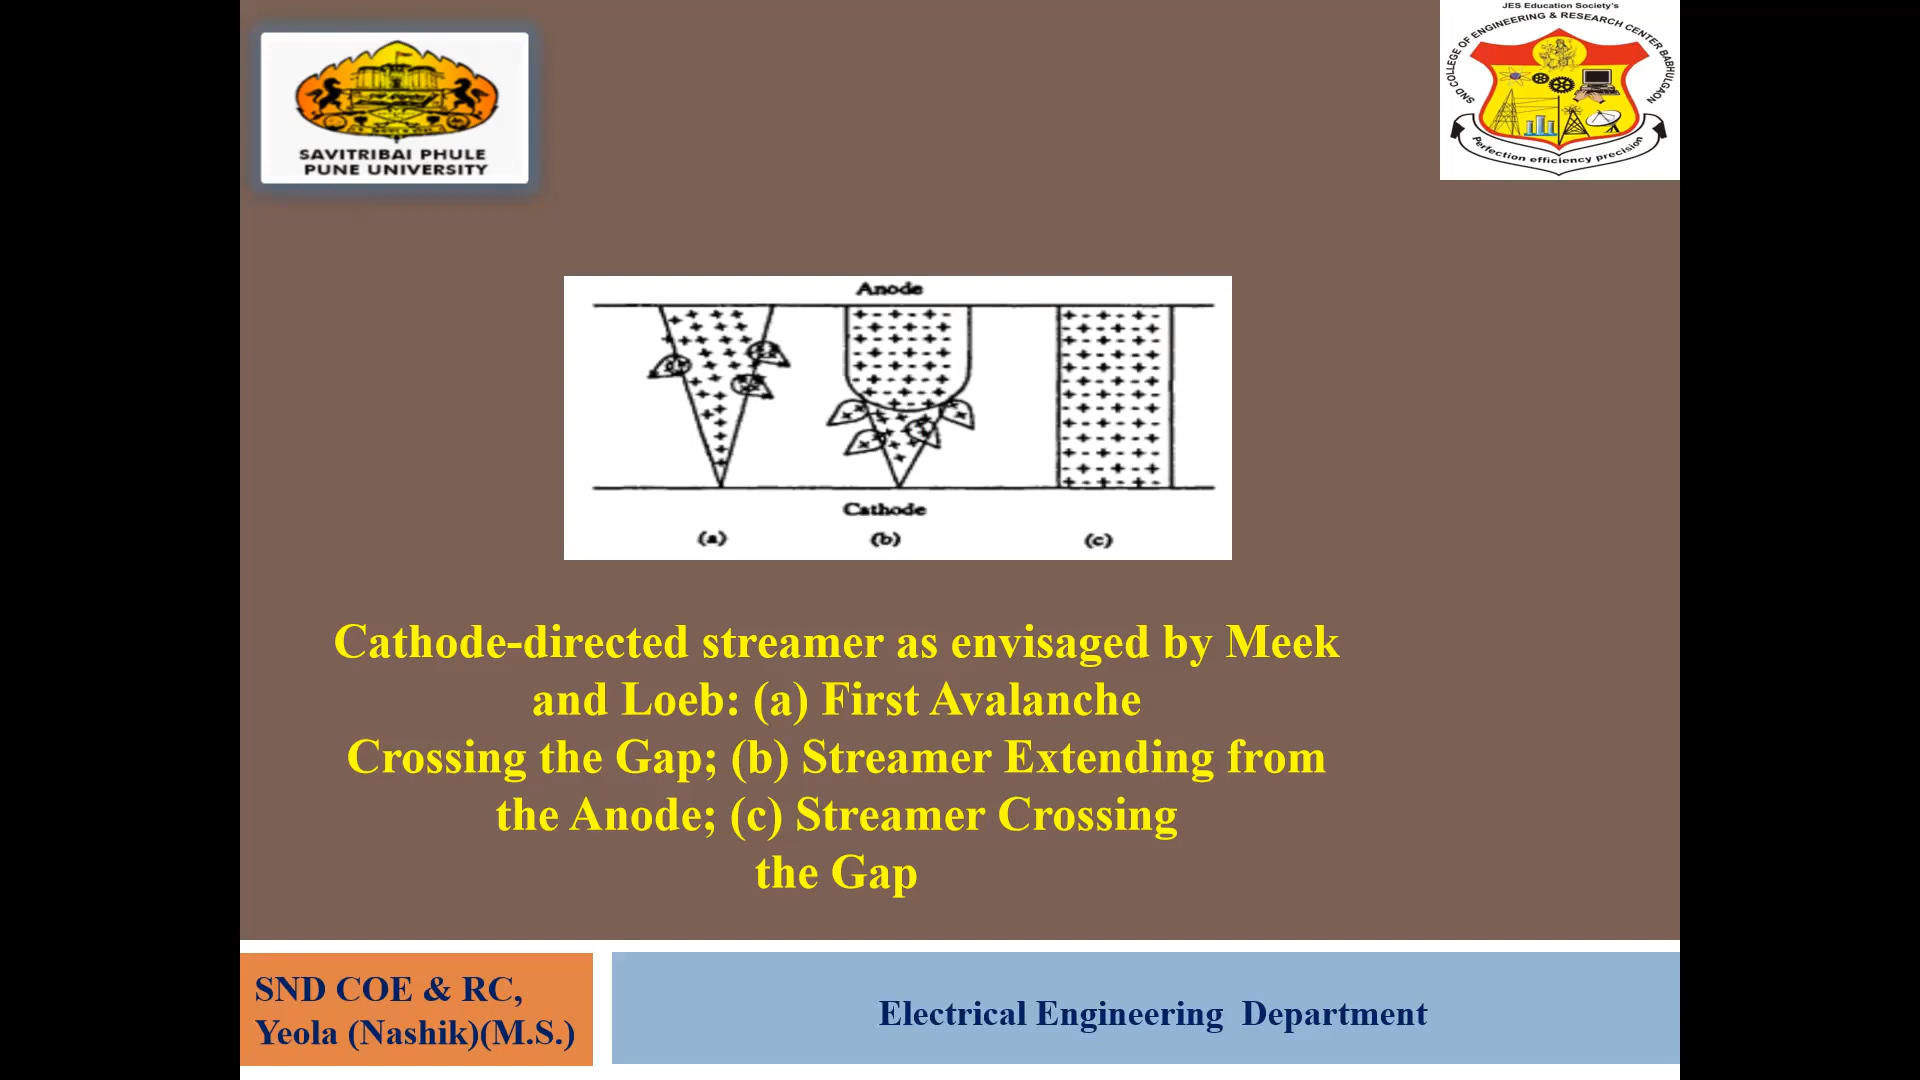 JES Education Society's
SND COLLEGE OF ENGINEERING & RESEARCH CENTER BABHULGAON
Perfection efficiency precision
SAVITRIBAI PHULE
PUNE UNIVERSITY
Anode
Cathode
(a) (b) (c)
Cathode-directed streamer as envisaged by Meek
and Loeb: (a) First Avalanche
Crossing the Gap; (b) Streamer Extending from
the Anode; (c) Streamer Crossing
the Gap
SND COE & RC,
Yeola (Nashik)(M.S.)
Electrical Engineering Department